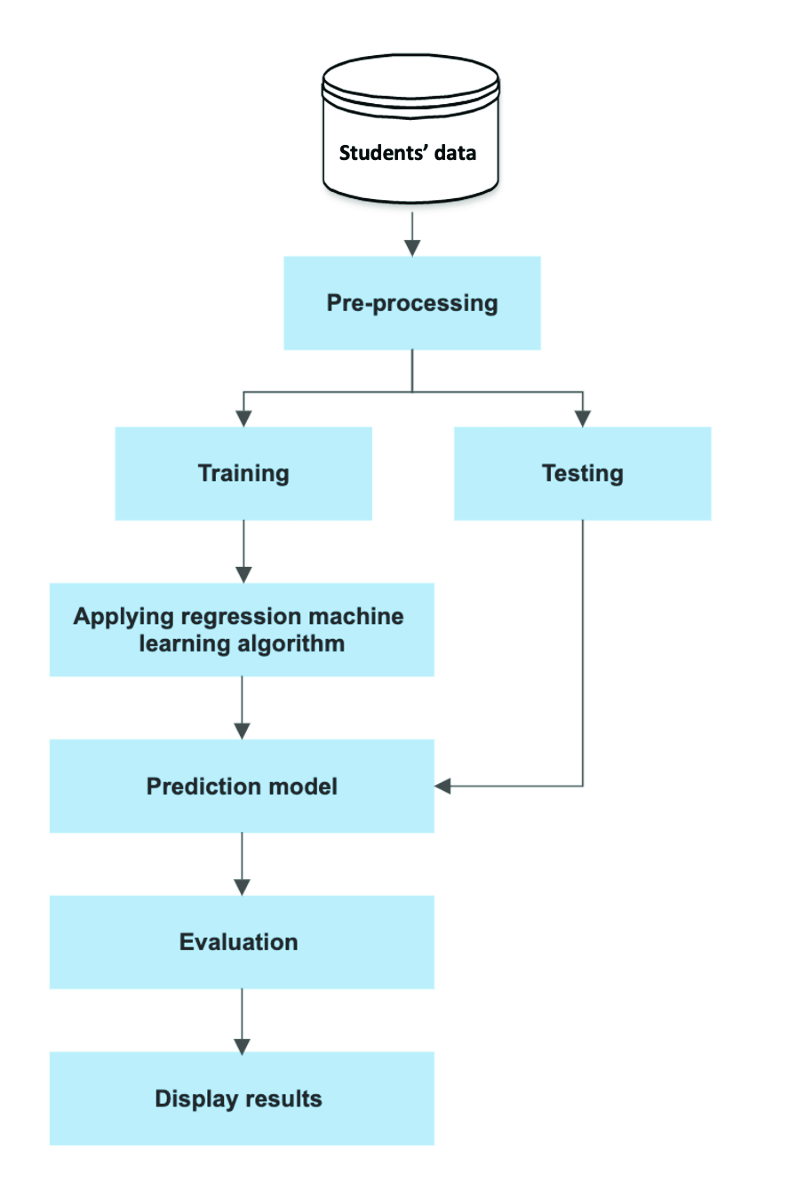 Students’ data
Pre-processing
Training
Testing
Applying regression machine
learning algorithm
Prediction model
Evaluation
Display results